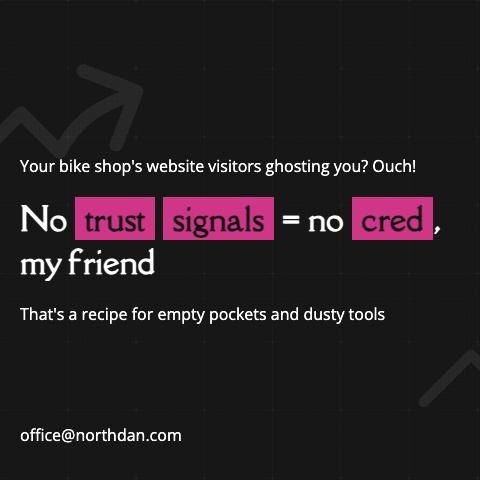 Your bike shop's website visitors ghosting you? Ouch!
No trust signals = no cred,
my friend
That's a recipe for empty pockets and dusty tools
office@northdan.com